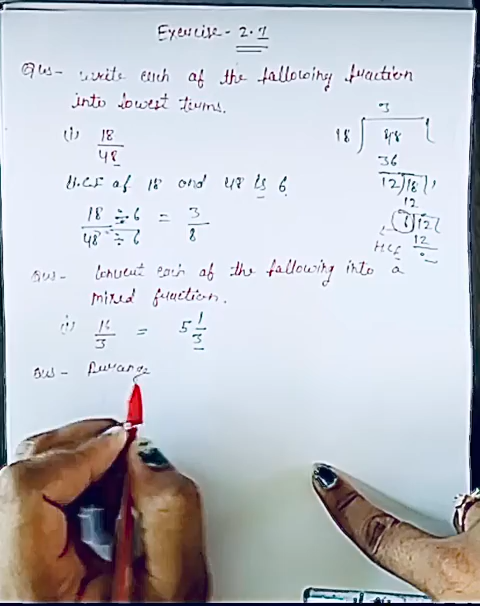 Exercise - 2.1
Qus - write each of the following fraction
into lowest terms.
(i) 18/48
H.C.F of 18 and 48 is 6
18 ÷ 6 / 48 ÷ 6 = 3/8
18 ) 48 (
36
12)18(
12
6)12(
12
HCF
Qus - Convert each of the following into a
mixed fraction.
(i) 16/3 = 5 1/3
Qus - Arrange